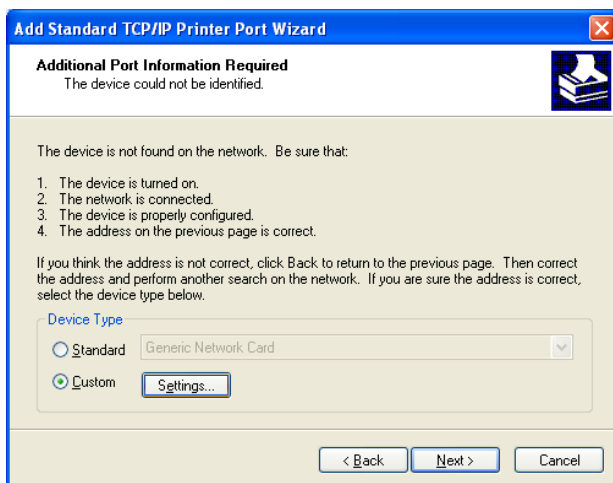 Add Standard TCP/IP Printer Port Wizard
Additional Port Information Required
The device could not be identified.
The device is not found on the network. Be sure that:
1. The device is turned on.
2. The network is connected.
3. The device is properly configured.
4. The address on the previous page is correct.
If you think the address is not correct, click Back to return to the previous page. Then correct
the address and perform another search on the network. If you are sure the address is correct,
select the device type below.
Device Type
Standard Generic Network Card
Custom Settings...
< Back Next > Cancel